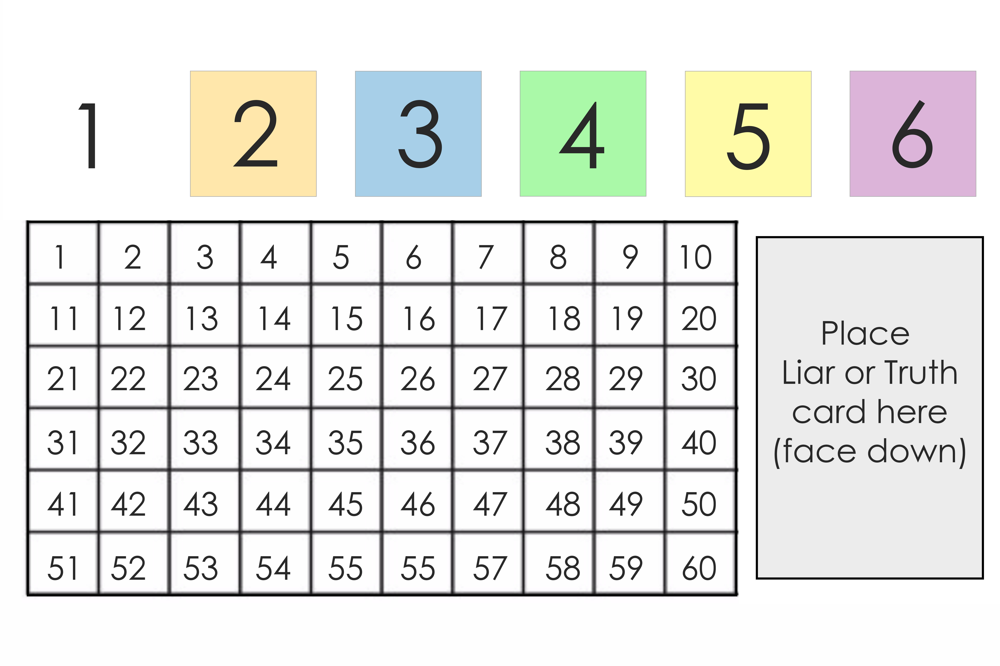 1 2 3 4 5 6
1 2 3 4 5 6 7 8 9 10
11 12 13 14 15 16 17 18 19 20
21 22 23 24 25 26 27 28 29 30
31 32 33 34 35 36 37 38 39 40
41 42 43 44 45 46 47 48 49 50
51 52 53 54 55 55 57 58 59 60
Place
Liar or Truth
card here
(face down)